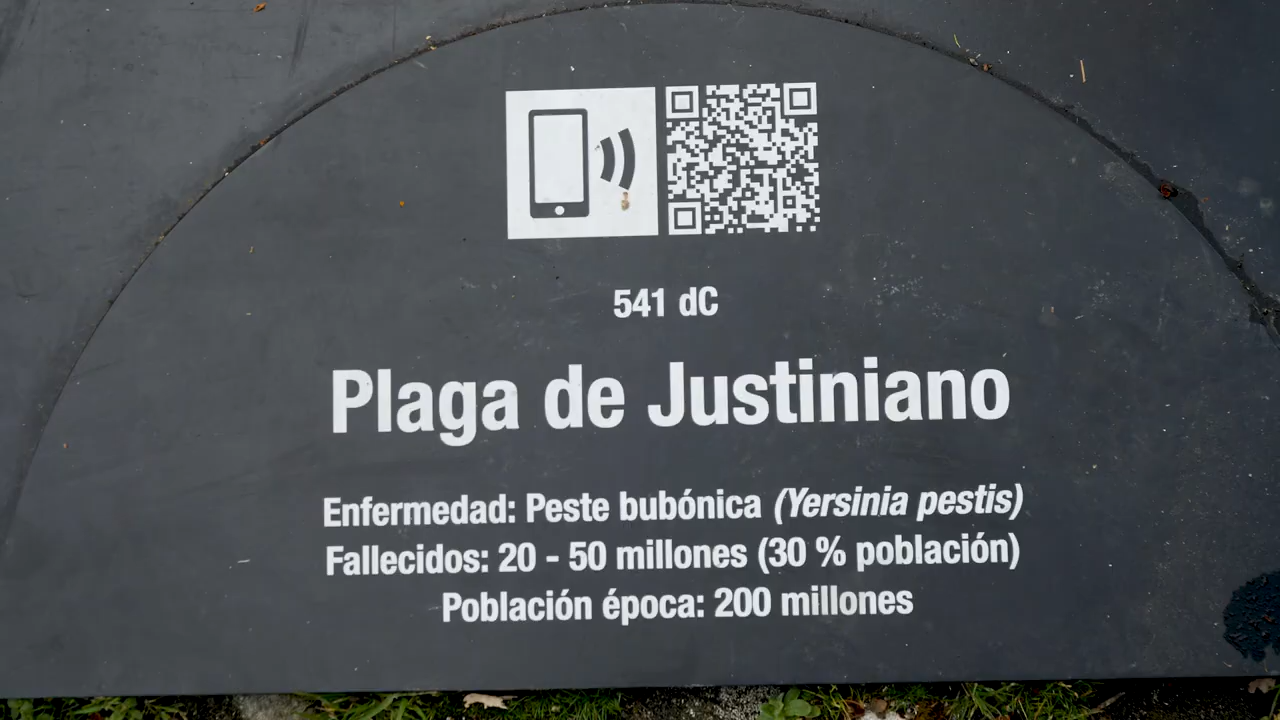 541 dC
Plaga de Justiniano
Enfermedad: Peste bubónica (Yersinia pestis)
Fallecidos: 20 - 50 millones (30 % población)
Población época: 200 millones